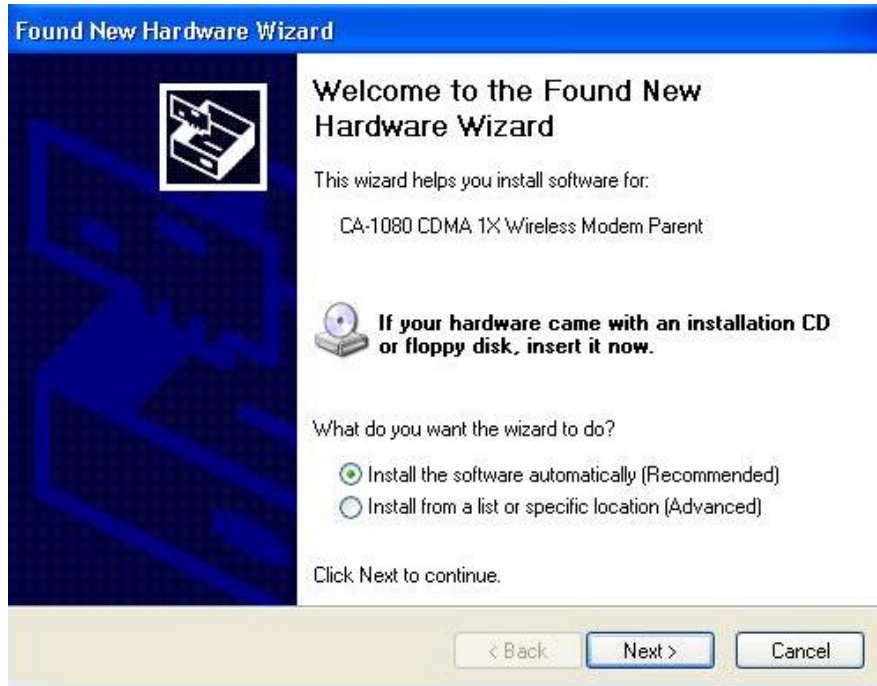 Found New Hardware Wizard
Welcome to the Found New
Hardware Wizard
This wizard helps you install software for:
CA-1080 CDMA 1X Wireless Modem Parent
If your hardware came with an installation CD
or floppy disk, insert it now.
What do you want the wizard to do?
Install the software automatically (Recommended)
Install from a list or specific location (Advanced)
Click Next to continue.
< Back
Next >
Cancel